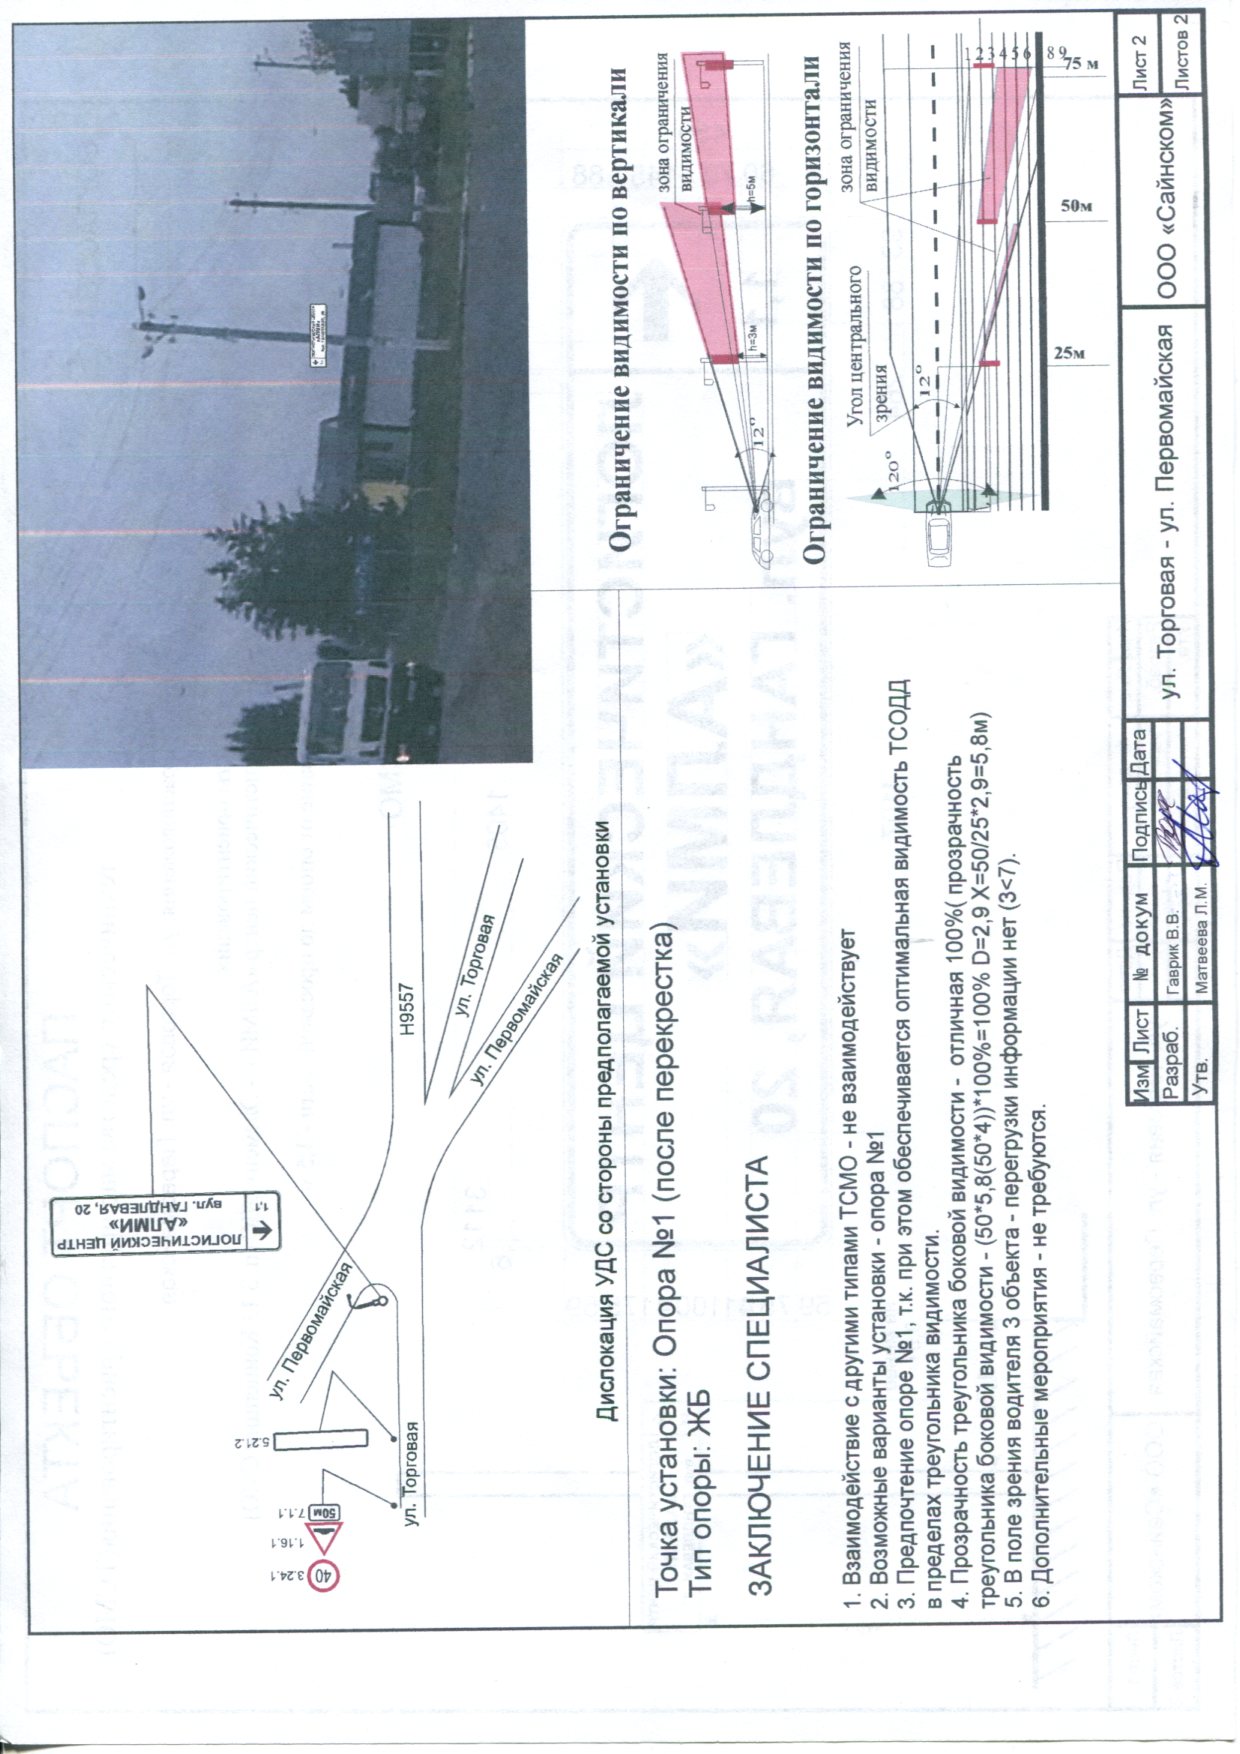 ЛОГИСТИЧЕСКИЙ ЦЕНТР
«АЛМИ»
вул. ГАНДЛЕВАЯ, 20
1,1
ул. Первомайская
Н9557
ул. Торговая
ул. Первомайская
5.21.2
ул. Торговая
50м
7.1.1
1.16.1
40
3.24.1
Дислокация УДС со стороны предполагаемой установки
Точка установки: Опора №1 (после перекрестка)
Тип опоры: ЖБ
ЗАКЛЮЧЕНИЕ СПЕЦИАЛИСТА
1. Взаимодействие с другими типами ТСМО - не взаимодействует
2. Возможные варианты установки - опора №1
3. Предпочтение опоре №1, т.к. при этом обеспечивается оптимальная видимость ТСОДД
в пределах треугольника видимости.
4. Прозрачность треугольника боковой видимости - отличная 100%( прозрачность
треугольника боковой видимости - (50*5,8(50*4))*100%=100% D=2,9 X=50/25*2,9=5,8м)
5. В поле зрения водителя 3 объекта - перегрузки информации нет (3<7).
6. Дополнительные мероприятия - не требуются.
Ограничение видимости по вертикали
зона ограничения
видимости
12°
h=3м
h=5м
Ограничение видимости по горизонтали
Угол центрального
зрения
зона ограничения
видимости
120°
12°
1 2 3 4 5 6 8 9
25м
50м
75 м
Изм Лист № докум Подпись Дата
Разраб. Гаврик В.В.
Утв. Матвеева Л.М.
ул. Торговая - ул. Первомайская
ООО «Сайнском»
Лист 2
Листов 2